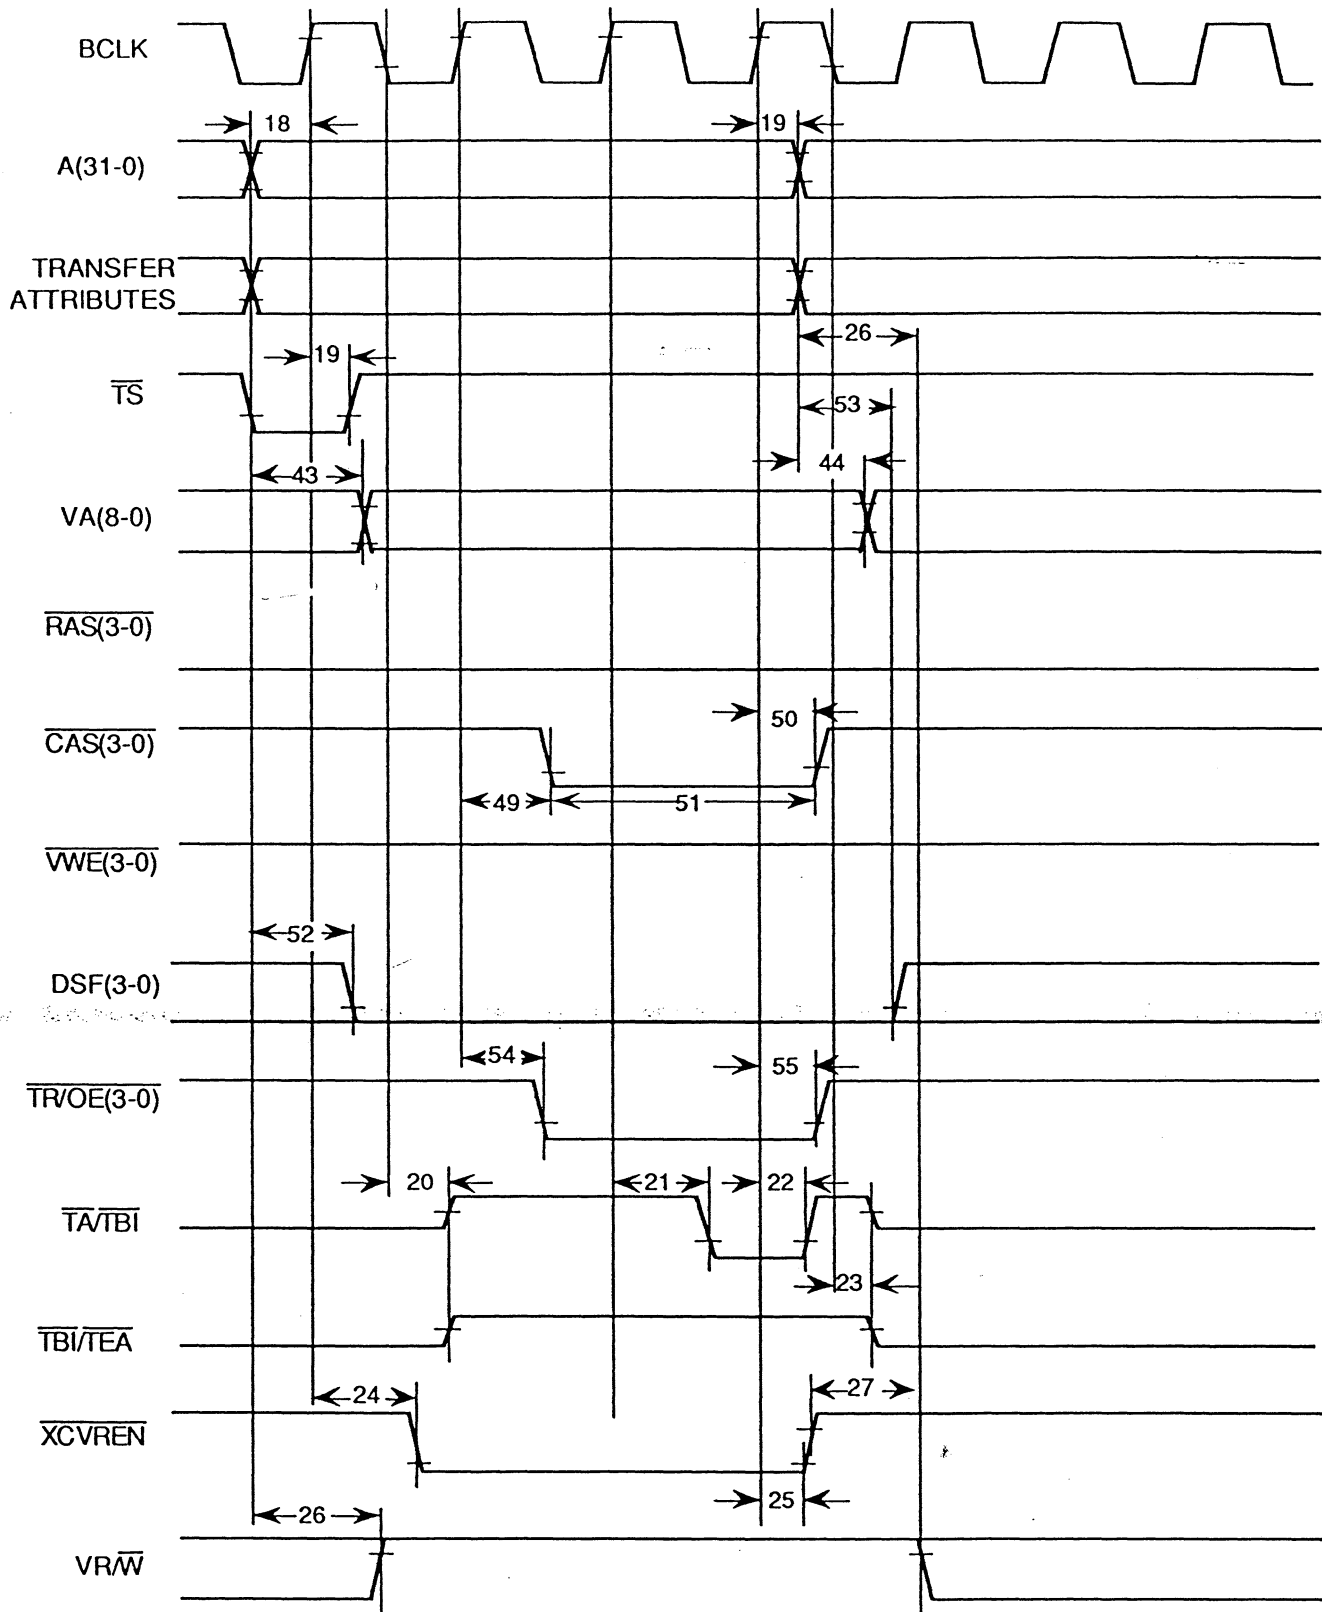 BCLK
18
19
A(31-0)
TRANSFER
ATTRIBUTES
26
19
TS
53
43
44
VA(8-0)
RAS(3-0)
50
CAS(3-0)
49
51
VWE(3-0)
52
DSF(3-0)
54
55
TR/OE(3-0)
20
21
22
TA/TBI
23
TBI/TEA
24
27
XCVREN
25
26
VR/W